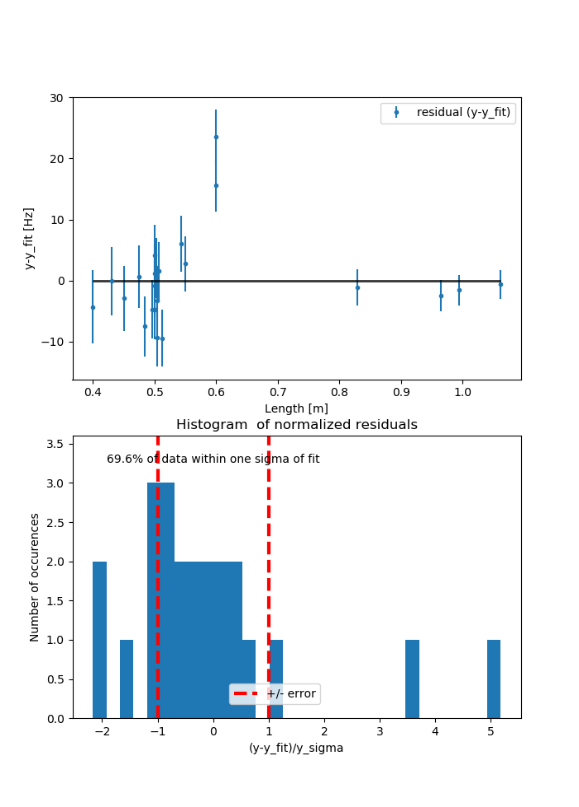 30
20
10
0
−10
y-y_fit [Hz]
residual (y-y_fit)
0.4 0.5 0.6 0.7 0.8 0.9 1.0
Length [m]
Histogram  of normalized residuals
3.5
3.0
2.5
2.0
1.5
1.0
0.5
0.0
Number of occurences
69.6% of data within one sigma of fit
+/- error
−2 −1 0 1 2 3 4 5
(y-y_fit)/y_sigma